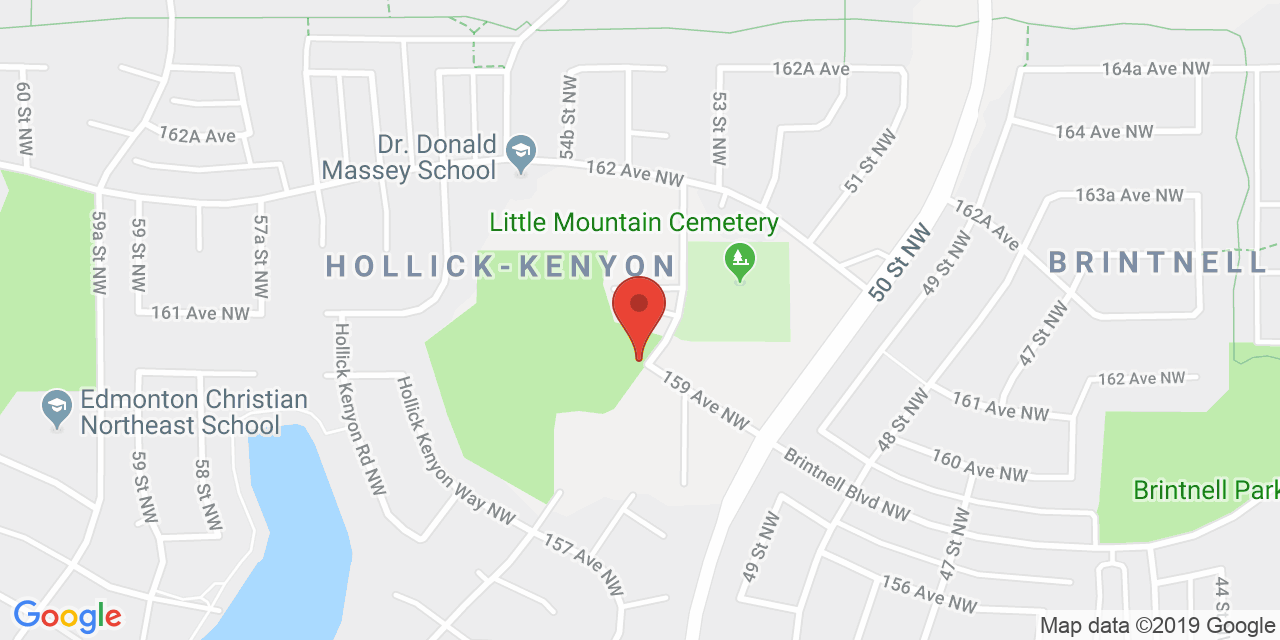 162A Ave
164a Ave NW
60 St NW
54b St NW
53 St NW
162A Ave
164 Ave NW
Dr. Donald
Massey School
162 Ave NW
51 St NW
163a Ave NW
59a St NW
59 St NW
57a St NW
Little Mountain Cemetery
162A Ave
50 St NW
49 St NW
HOLLICK-KENYON
BRINTNELL
161 Ave NW
47 St NW
Hollick Kenyon Rd NW
Hollick Kenyon Way NW
159 Ave NW
162 Ave NW
Edmonton Christian
Northeast School
161 Ave NW
48 St NW
160 Ave NW
59 St NW
58 St NW
Brintnell Blvd NW
Brintnell Park
49 St NW
47 St NW
157 Ave NW
156 Ave NW
44 St
Google
Map data ©2019 Google